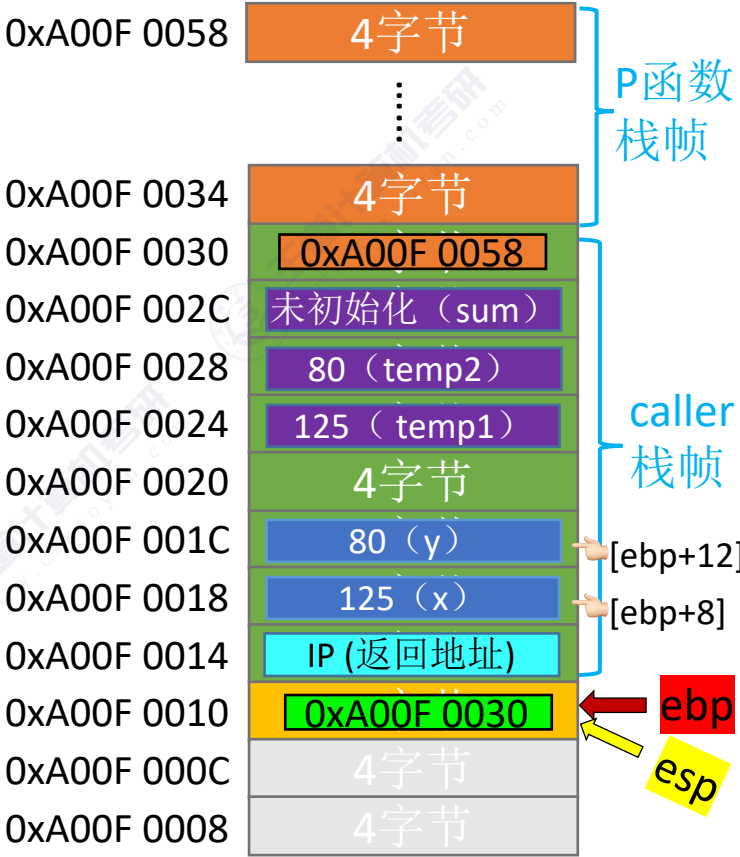 0xA00F 0058 4字节
......
P函数
栈帧
0xA00F 0034 4字节
0xA00F 0030 0xA00F 0058
0xA00F 002C 未初始化（sum）
0xA00F 0028 80（temp2）
0xA00F 0024 125（ temp1）
caller
栈帧
0xA00F 0020 4字节
0xA00F 001C 80（y） [ebp+12]
0xA00F 0018 125（x） [ebp+8]
0xA00F 0014 IP (返回地址)
0xA00F 0010 0xA00F 0030 ebp
esp
0xA00F 000C 4字节
0xA00F 0008 4字节